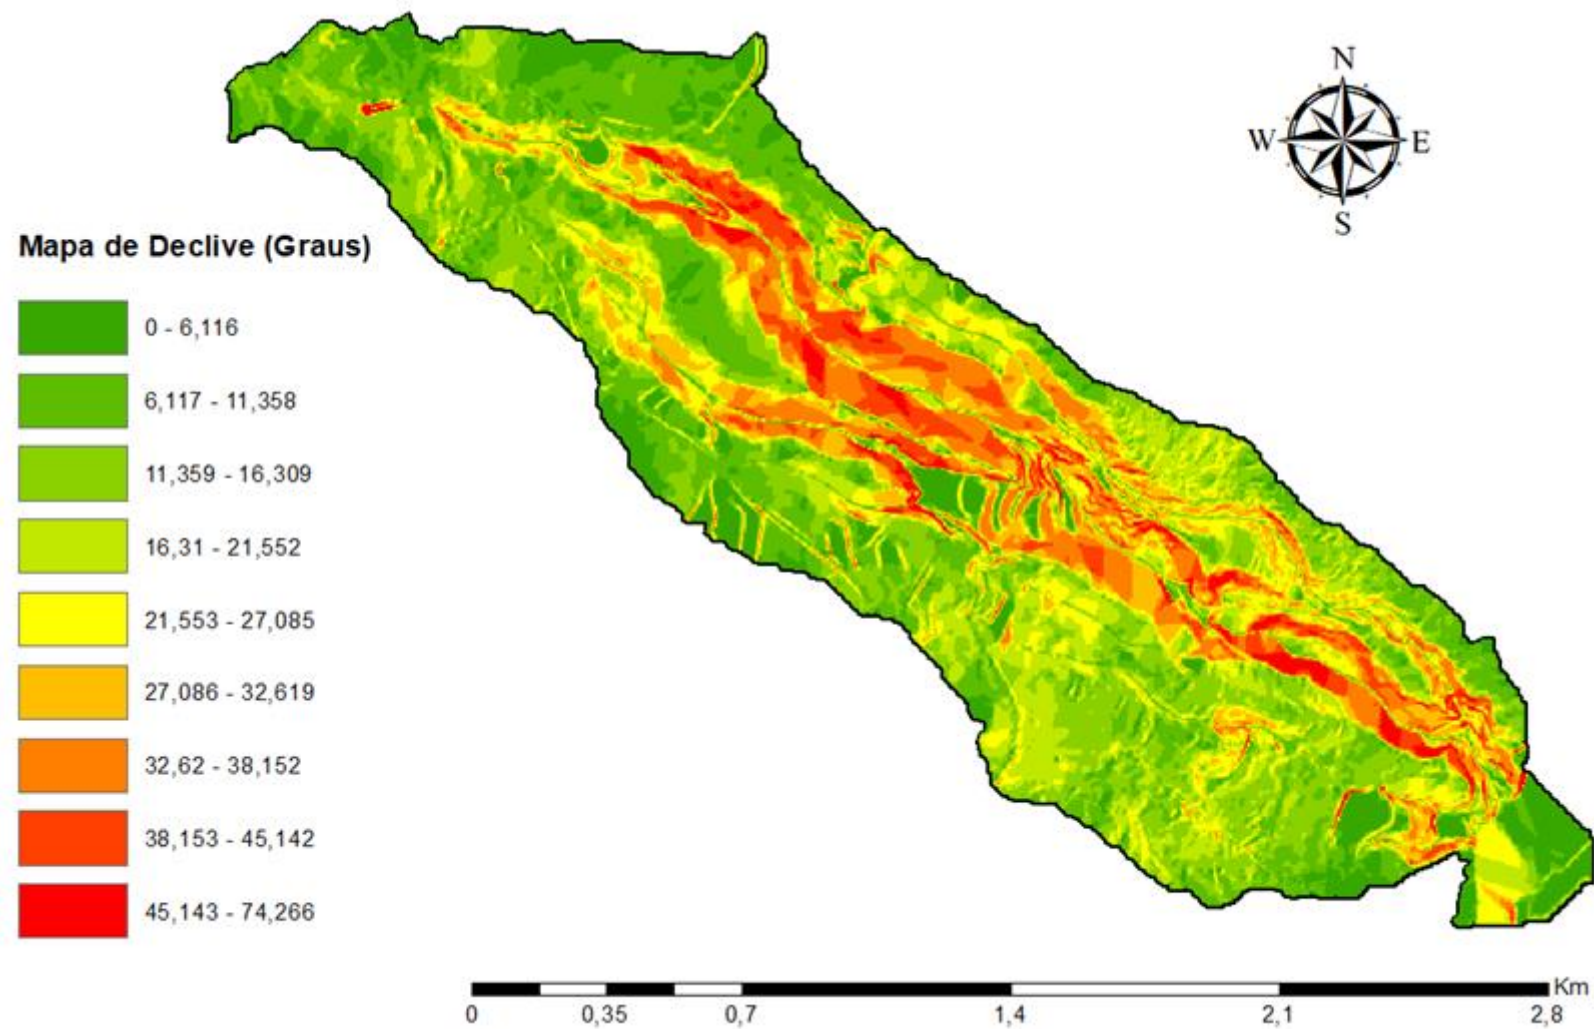 N
W E
S
Mapa de Declive (Graus)
0 - 6,116
6,117 - 11,358
11,359 - 16,309
16,31 - 21,552
21,553 - 27,085
27,086 - 32,619
32,62 - 38,152
38,153 - 45,142
45,143 - 74,266
Km
0 0,35 0,7 1,4 2,1 2,8